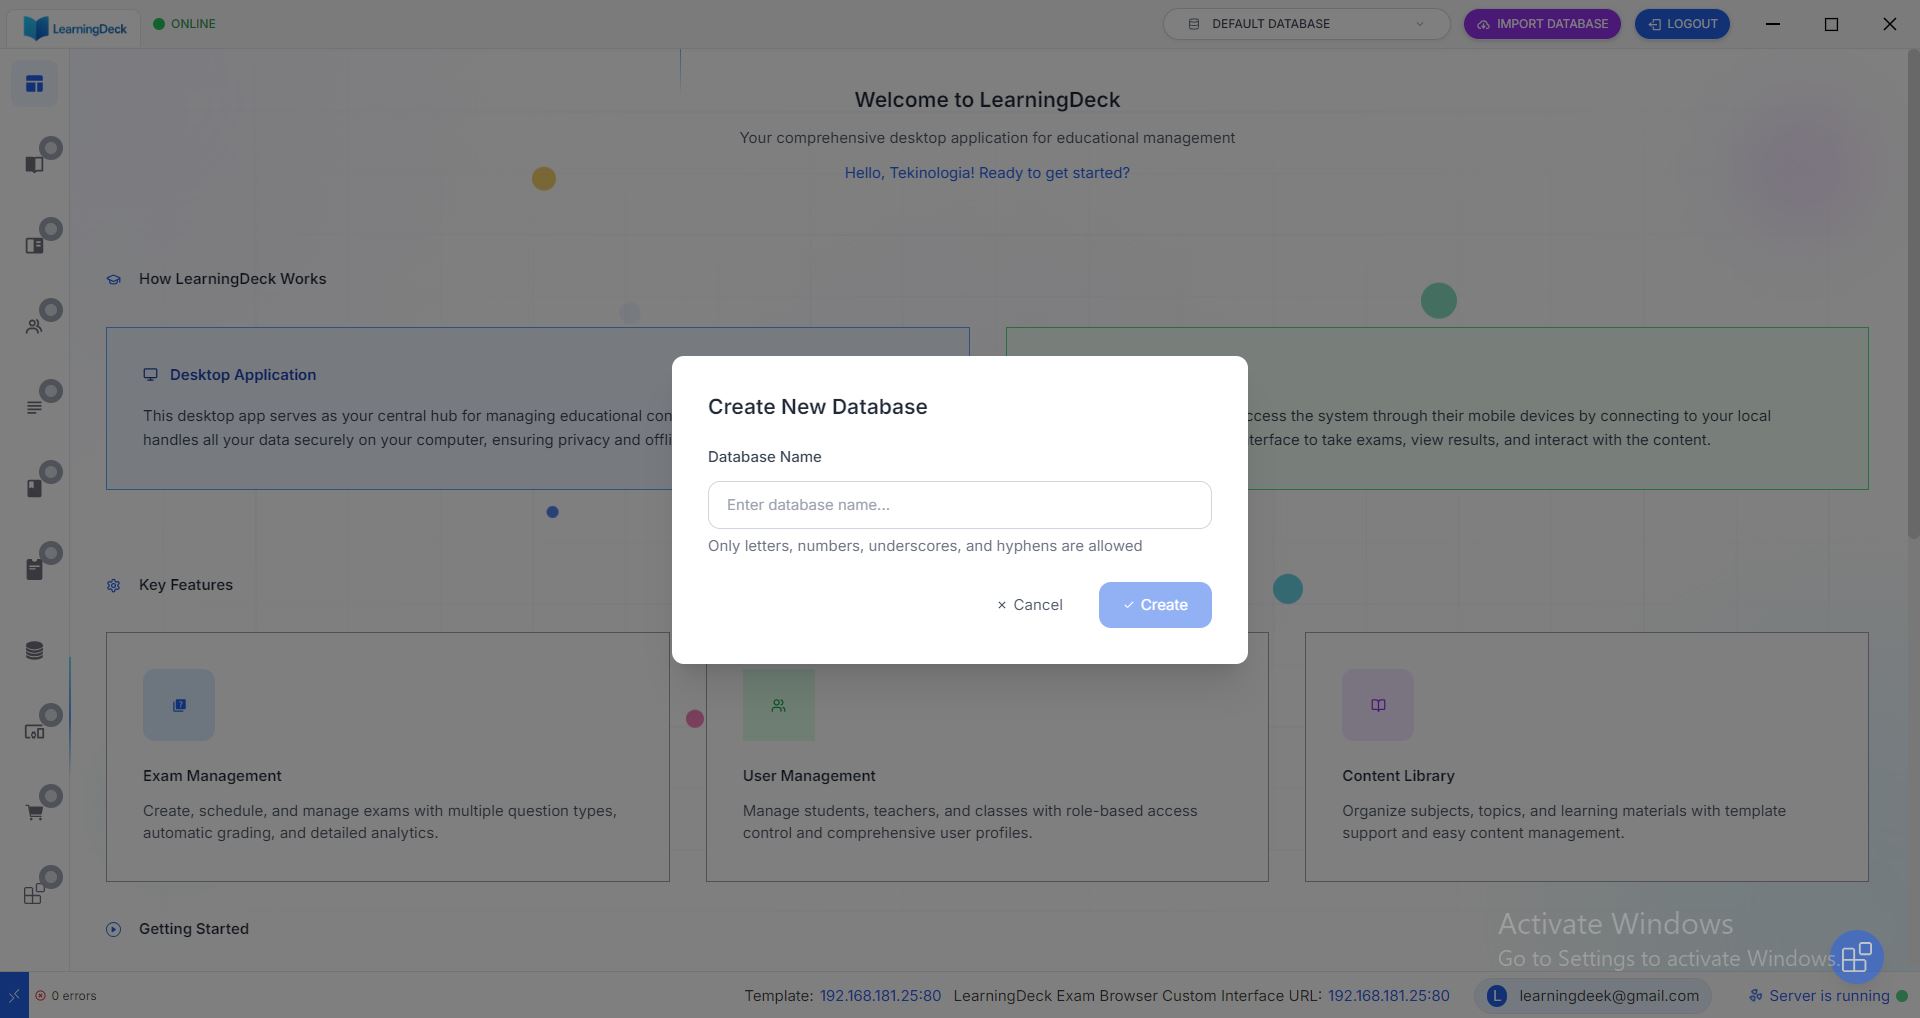 LearningDeck
ONLINE
DEFAULT DATABASE
IMPORT DATABASE
LOGOUT
Welcome to LearningDeck
Your comprehensive desktop application for educational management
Hello, Tekinologia! Ready to get started?
How LearningDeck Works
Desktop Application
This desktop app serves as your central hub for managing educational con
handles all your data securely on your computer, ensuring privacy and offli
ccess the system through their mobile devices by connecting to your local
terface to take exams, view results, and interact with the content.
Create New Database
Database Name
Enter database name...
Only letters, numbers, underscores, and hyphens are allowed
Cancel
Create
Key Features
Exam Management
Create, schedule, and manage exams with multiple question types,
automatic grading, and detailed analytics.
User Management
Manage students, teachers, and classes with role-based access
control and comprehensive user profiles.
Content Library
Organize subjects, topics, and learning materials with template
support and easy content management.
Getting Started
Activate Windows
Go to Settings to activate Windows.
0 errors
Template: 192.168.181.25:80 LearningDeck Exam Browser Custom Interface URL: 192.168.181.25:80
L learningdeek@gmail.com
Server is running